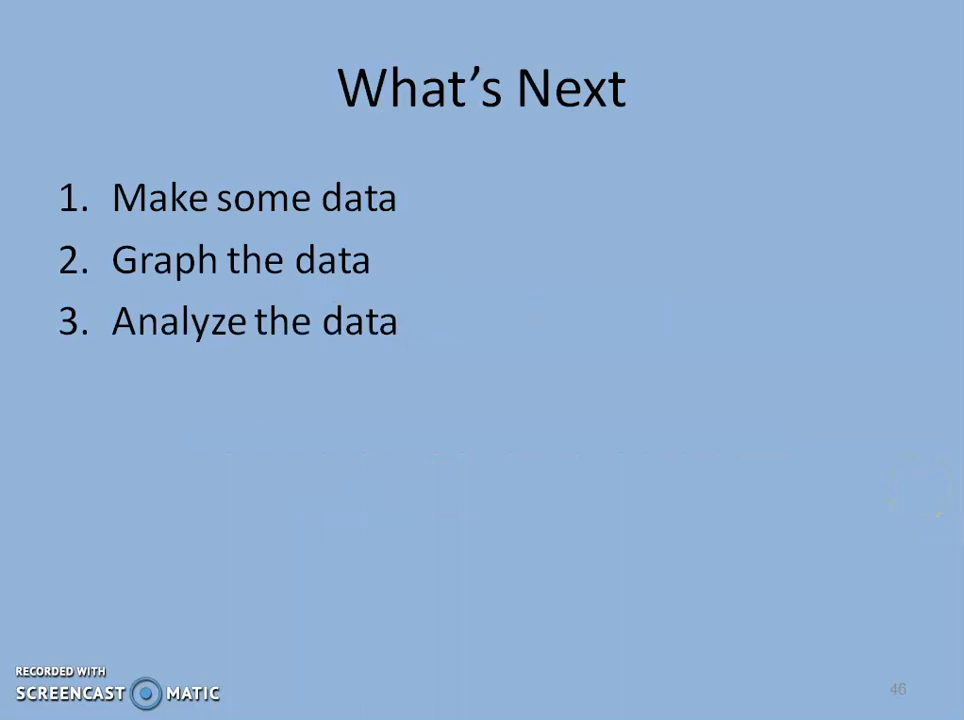 What's Next
1. Make some data
2. Graph the data
3. Analyze the data
RECORDED WITH
SCREENCAST MATIC
46